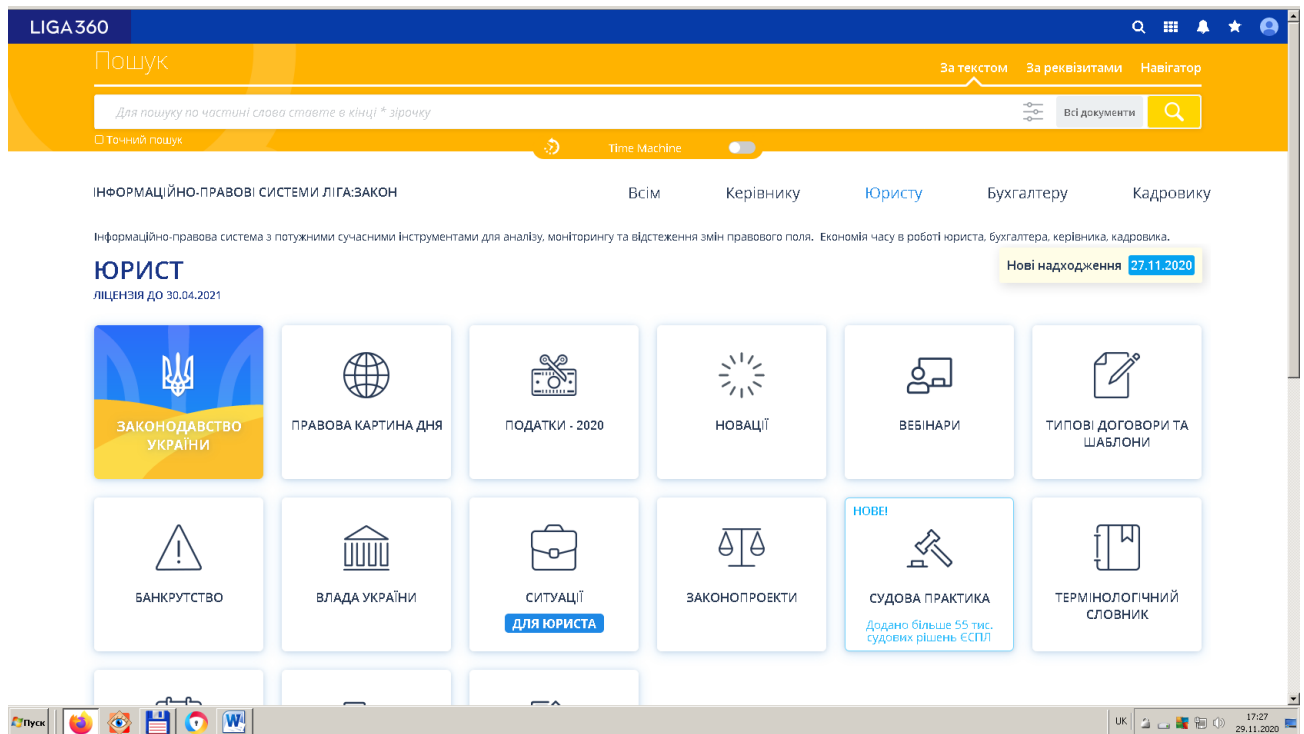 LIGA360
Пошук
За текстом За реквізитами Навігатор
Для пошуку по частині слова ставте в кінці * зірочку
Всі документи
Точний пошук
Time Machine
ІНФОРМАЦІЙНО-ПРАВОВІ СИСТЕМИ ЛІГА:ЗАКОН
Всім Керівнику Юристу Бухгалтеру Кадровику
Інформаційно-правова система з потужними сучасними інструментами для аналізу, моніторингу та відстеження змін правового поля. Економія часу в роботі юриста, бухгалтера, керівника, кадровика.
ЮРИСТ
Нові надходження 27.11.2020
ЛІЦЕНЗІЯ ДО 30.04.2021
ЗАКОНОДАВСТВО
УКРАЇНИ
ПРАВОВА КАРТИНА ДНЯ
ПОДАТКИ - 2020
НОВАЦІЇ
ВЕБІНАРИ
ТИПОВІ ДОГОВОРИ ТА
ШАБЛОНИ
БАНКРУТСТВО
ВЛАДА УКРАЇНИ
СИТУАЦІЇ
ДЛЯ ЮРИСТА
ЗАКОНОПРОЕКТИ
НОВЕ!
СУДОВА ПРАКТИКА
Додано більше 55 тис.
судових рішень ЄСПЛ
ТЕРМІНОЛОГІЧНИЙ
СЛОВНИК
Пуск
UK
17:27
29.11.2020